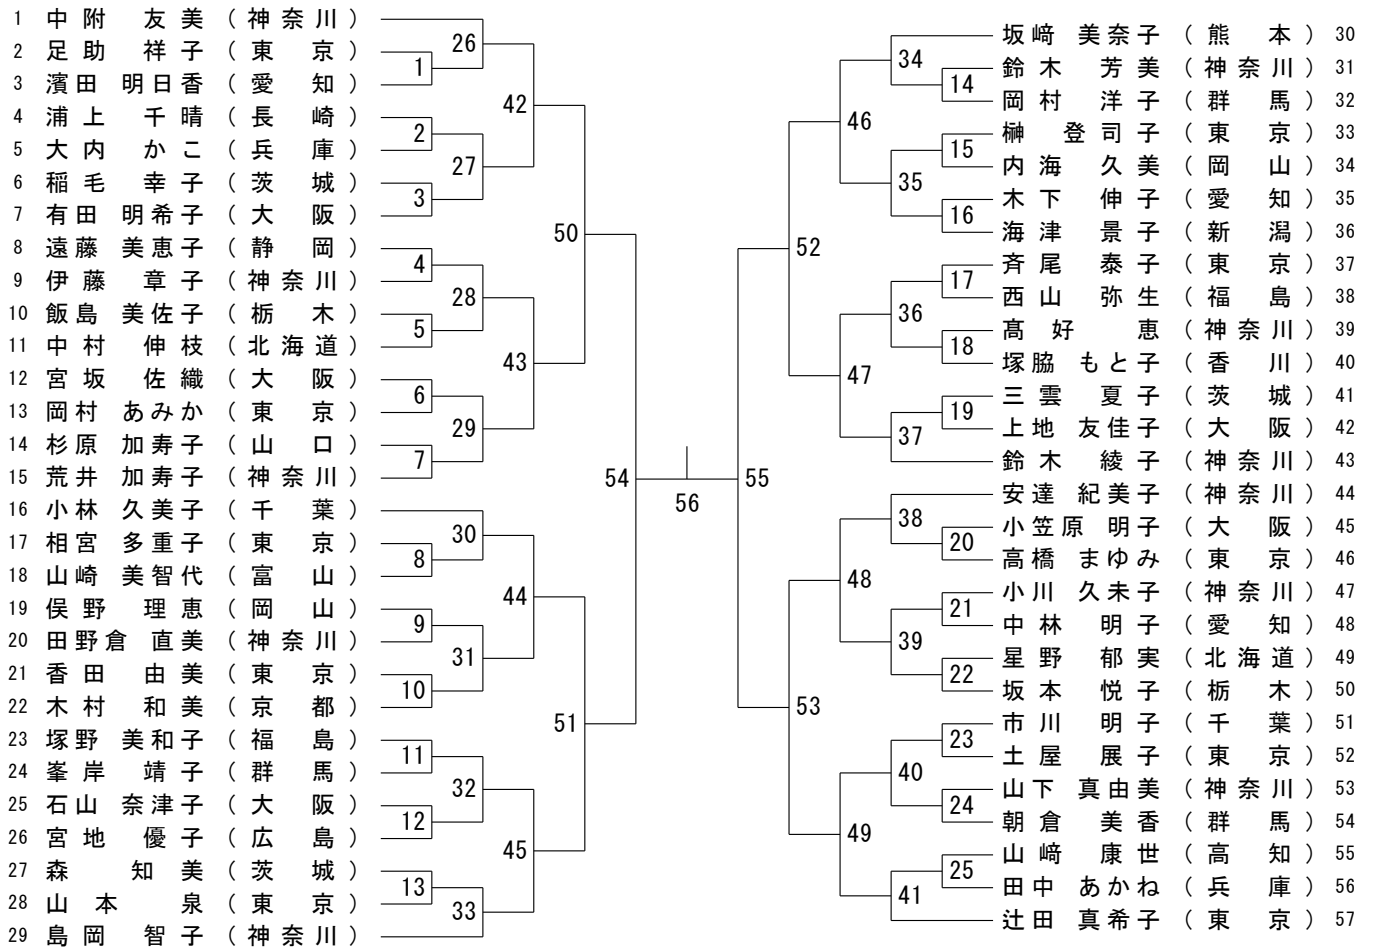 1 中附 友美 (神奈川)
2 足助 祥子 (東 京)
3 濱田 明日香 (愛 知)
4 浦上 千晴 (長 崎)
5 大内 かこ (兵 庫)
6 稲毛 幸子 (茨 城)
7 有田 明希子 (大 阪)
8 遠藤 美恵子 (静 岡)
9 伊藤 章子 (神奈川)
10 飯島 美佐子 (栃 木)
11 中村 伸枝 (北海道)
12 宮坂 佐織 (大 阪)
13 岡村 あみか (東 京)
14 杉原 加寿子 (山 口)
15 荒井 加寿子 (神奈川)
16 小林 久美子 (千 葉)
17 相宮 多重子 (東 京)
18 山崎 美智代 (富 山)
19 俣野 理恵 (岡 山)
20 田野倉 直美 (神奈川)
21 香田 由美 (東 京)
22 木村 和美 (京 都)
23 塚野 美和子 (福 島)
24 峯岸 靖子 (群 馬)
25 石山 奈津子 (大 阪)
26 宮地 優子 (広 島)
27 森 知美 (茨 城)
28 山本 泉 (東 京)
29 島岡 智子 (神奈川)
1
2
3
4
5
6
7
8
9
10
11
12
13
26
27
28
29
30
31
32
33
42
43
44
45
50
51
54
56
55
52
53
46
47
48
49
34
35
36
37
38
39
40
41
14
15
16
17
18
19
20
21
22
23
24
25
坂﨑 美奈子 (熊 本) 30
鈴木 芳美 (神奈川) 31
岡村 洋子 (群 馬) 32
榊 登司子 (東 京) 33
内海 久美 (岡 山) 34
木下 伸子 (愛 知) 35
海津 景子 (新 潟) 36
斉尾 泰子 (東 京) 37
西山 弥生 (福 島) 38
髙好 恵 (神奈川) 39
塚脇 もと子 (香 川) 40
三雲 夏子 (茨 城) 41
上地 友佳子 (大 阪) 42
鈴木 綾子 (神奈川) 43
安達 紀美子 (神奈川) 44
小笠原 明子 (大 阪) 45
高橋 まゆみ (東 京) 46
小川 久未子 (神奈川) 47
中林 明子 (愛 知) 48
星野 郁実 (北海道) 49
坂本 悦子 (栃 木) 50
市川 明子 (千 葉) 51
土屋 展子 (東 京) 52
山下 真由美 (神奈川) 53
朝倉 美香 (群 馬) 54
山﨑 康世 (高 知) 55
田中 あかね (兵 庫) 56
辻田 真希子 (東 京) 57